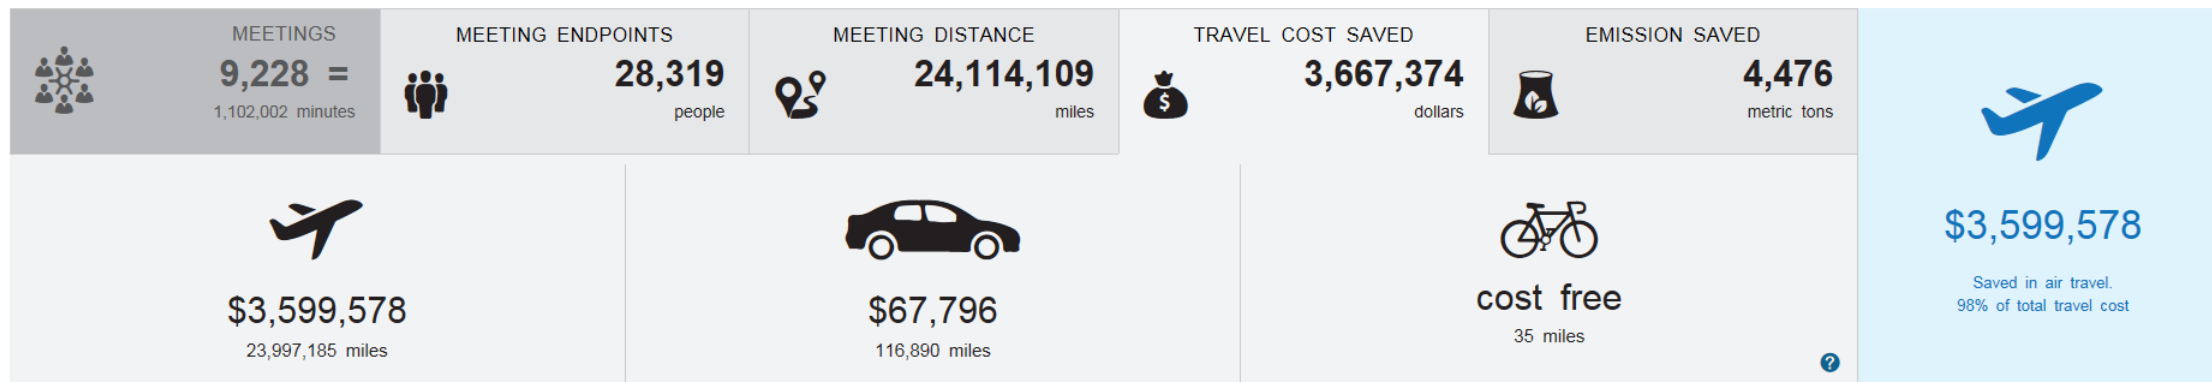 MEETINGS
9,228 =
1,102,002 minutes
MEETING ENDPOINTS
28,319
people
MEETING DISTANCE
24,114,109
miles
TRAVEL COST SAVED
$
3,667,374
dollars
EMISSION SAVED
4,476
metric tons
$3,599,578
23,997,185 miles
$67,796
116,890 miles
cost free
35 miles
?
$3,599,578
Saved in air travel.
98% of total travel cost